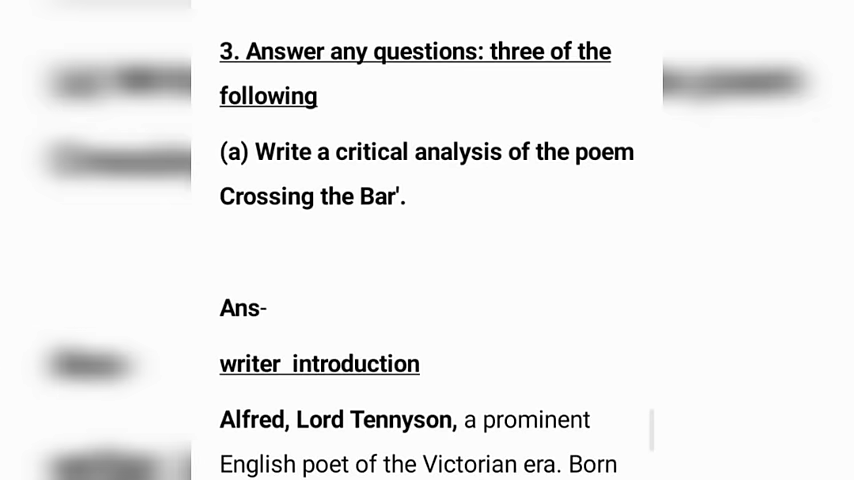 3. Answer any questions: three of the
following
(a) Write a critical analysis of the poem
Crossing the Bar'.
Ans-
writer introduction
Alfred, Lord Tennyson, a prominent
English poet of the Victorian era. Born